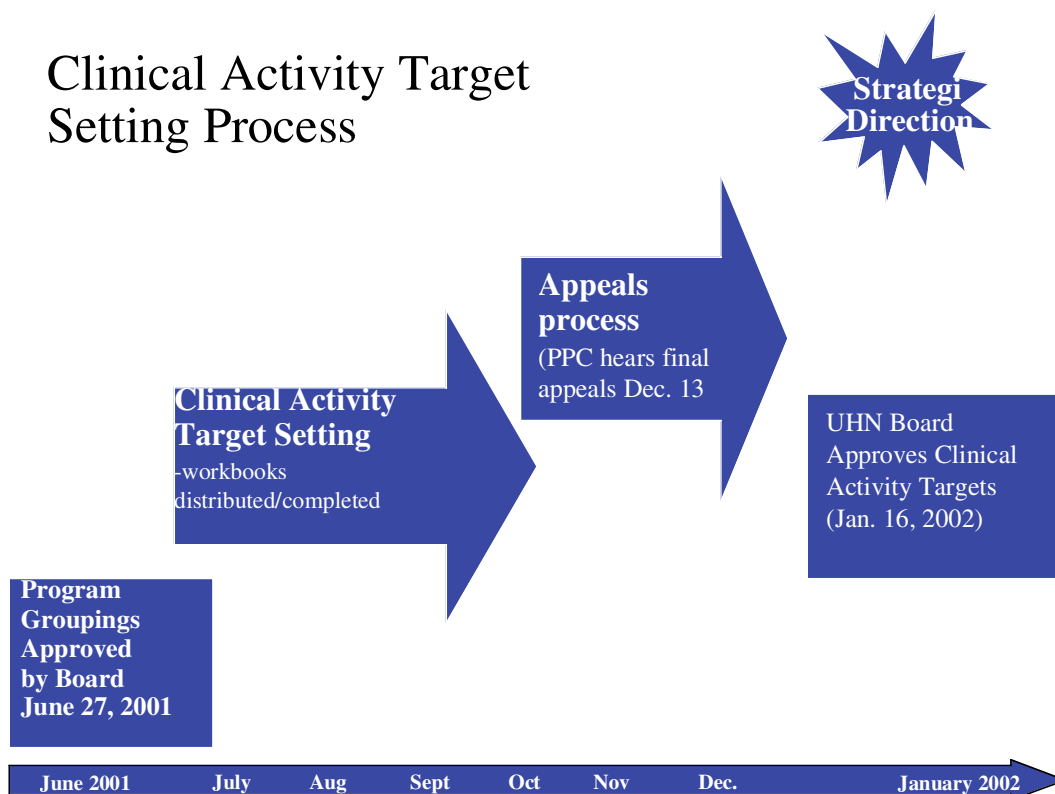 Clinical Activity Target
Setting Process
Strategi
Direction
Appeals
process
(PPC hears final
appeals Dec. 13
Clinical Activity
Target Setting
-workbooks
distributed/completed
UHN Board
Approves Clinical
Activity Targets
(Jan. 16, 2002)
Program
Groupings
Approved
by Board
June 27, 2001
June 2001 July Aug Sept Oct Nov Dec. January 2002